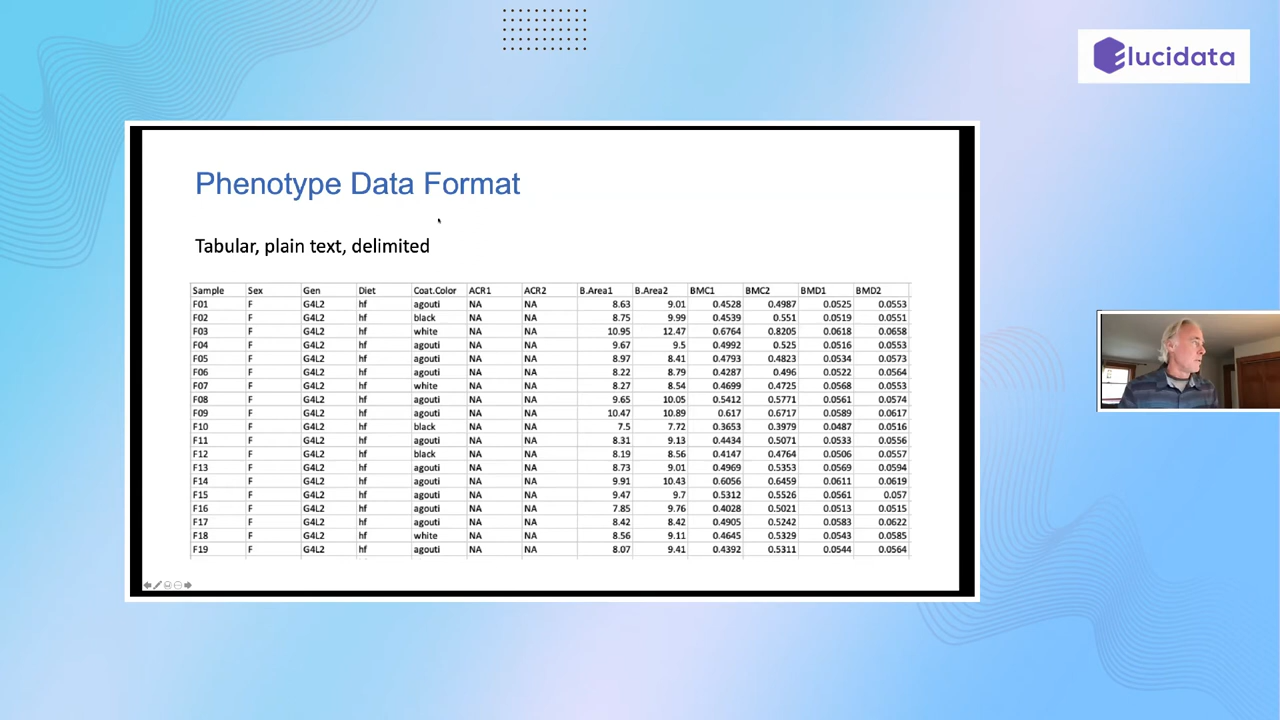 Elucidata
Phenotype Data Format
Tabular, plain text, delimited
Sample Sex Gen Diet Coat.Color ACR1 ACR2 B.Area1 B.Area2 BMC1 BMC2 BMD1 BMD2
F01 F G4L2 hf agouti NA NA 8.63 9.01 0.4528 0.4987 0.0525 0.0553
F02 F G4L2 hf black NA NA 8.75 9.99 0.4539 0.551 0.0519 0.0551
F03 F G4L2 hf white NA NA 10.95 12.47 0.6764 0.8205 0.0618 0.0658
F04 F G4L2 hf agouti NA NA 9.67 9.5 0.4992 0.525 0.0516 0.0553
F05 F G4L2 hf agouti NA NA 8.97 8.41 0.4793 0.4823 0.0534 0.0573
F06 F G4L2 hf agouti NA NA 8.22 8.79 0.4287 0.496 0.0522 0.0564
F07 F G4L2 hf white NA NA 8.27 8.54 0.4699 0.4725 0.0568 0.0553
F08 F G4L2 hf agouti NA NA 9.65 10.05 0.5412 0.5771 0.0561 0.0574
F09 F G4L2 hf agouti NA NA 10.47 10.89 0.617 0.6717 0.0589 0.0617
F10 F G4L2 hf black NA NA 7.5 7.72 0.3653 0.3979 0.0487 0.0516
F11 F G4L2 hf agouti NA NA 8.31 9.13 0.4434 0.5071 0.0533 0.0556
F12 F G4L2 hf black NA NA 8.19 8.56 0.4147 0.4764 0.0506 0.0557
F13 F G4L2 hf agouti NA NA 8.73 9.01 0.4969 0.5353 0.0569 0.0594
F14 F G4L2 hf agouti NA NA 9.91 10.43 0.6056 0.6459 0.0611 0.0619
F15 F G4L2 hf agouti NA NA 9.47 9.7 0.5312 0.5526 0.0561 0.057
F16 F G4L2 hf agouti NA NA 7.85 9.76 0.4028 0.5021 0.0513 0.0515
F17 F G4L2 hf agouti NA NA 8.42 8.42 0.4905 0.5242 0.0583 0.0622
F18 F G4L2 hf white NA NA 8.56 9.11 0.4645 0.5329 0.0543 0.0585
F19 F G4L2 hf agouti NA NA 8.07 9.41 0.4392 0.5311 0.0544 0.0564